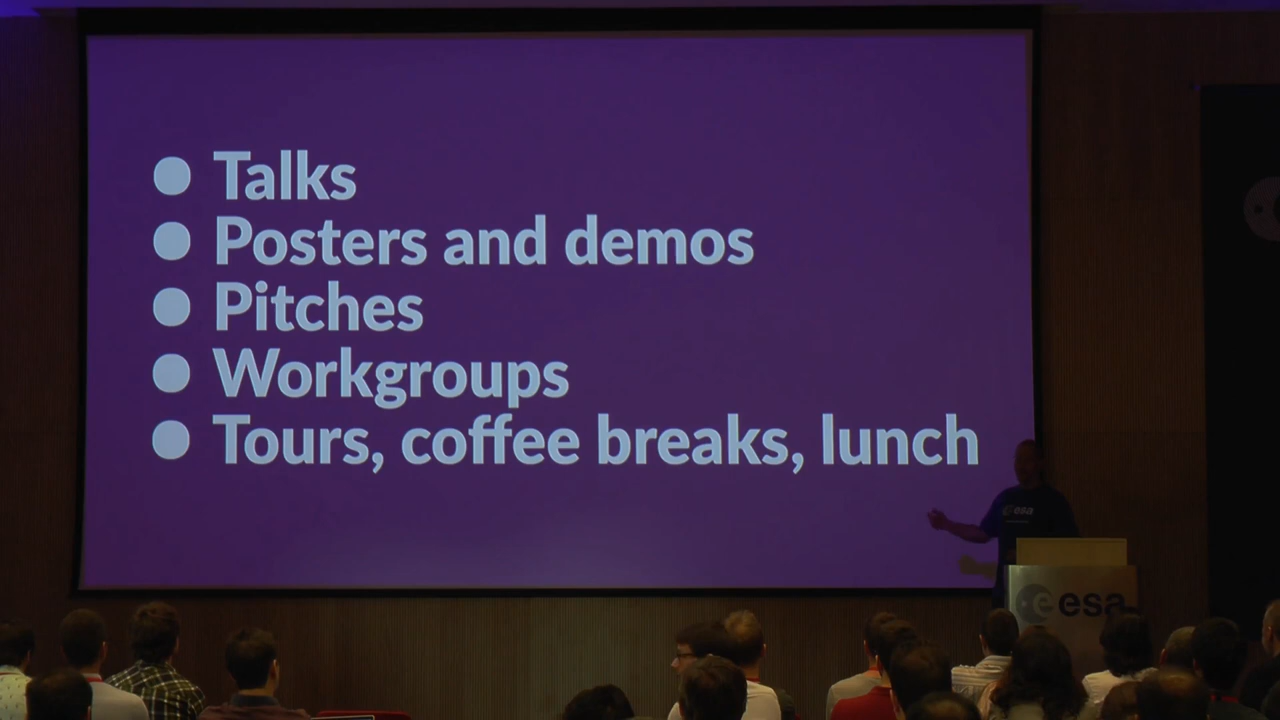 ● Talks
● Posters and demos
● Pitches
● Workgroups
● Tours, coffee breaks, lunch
esa
esa